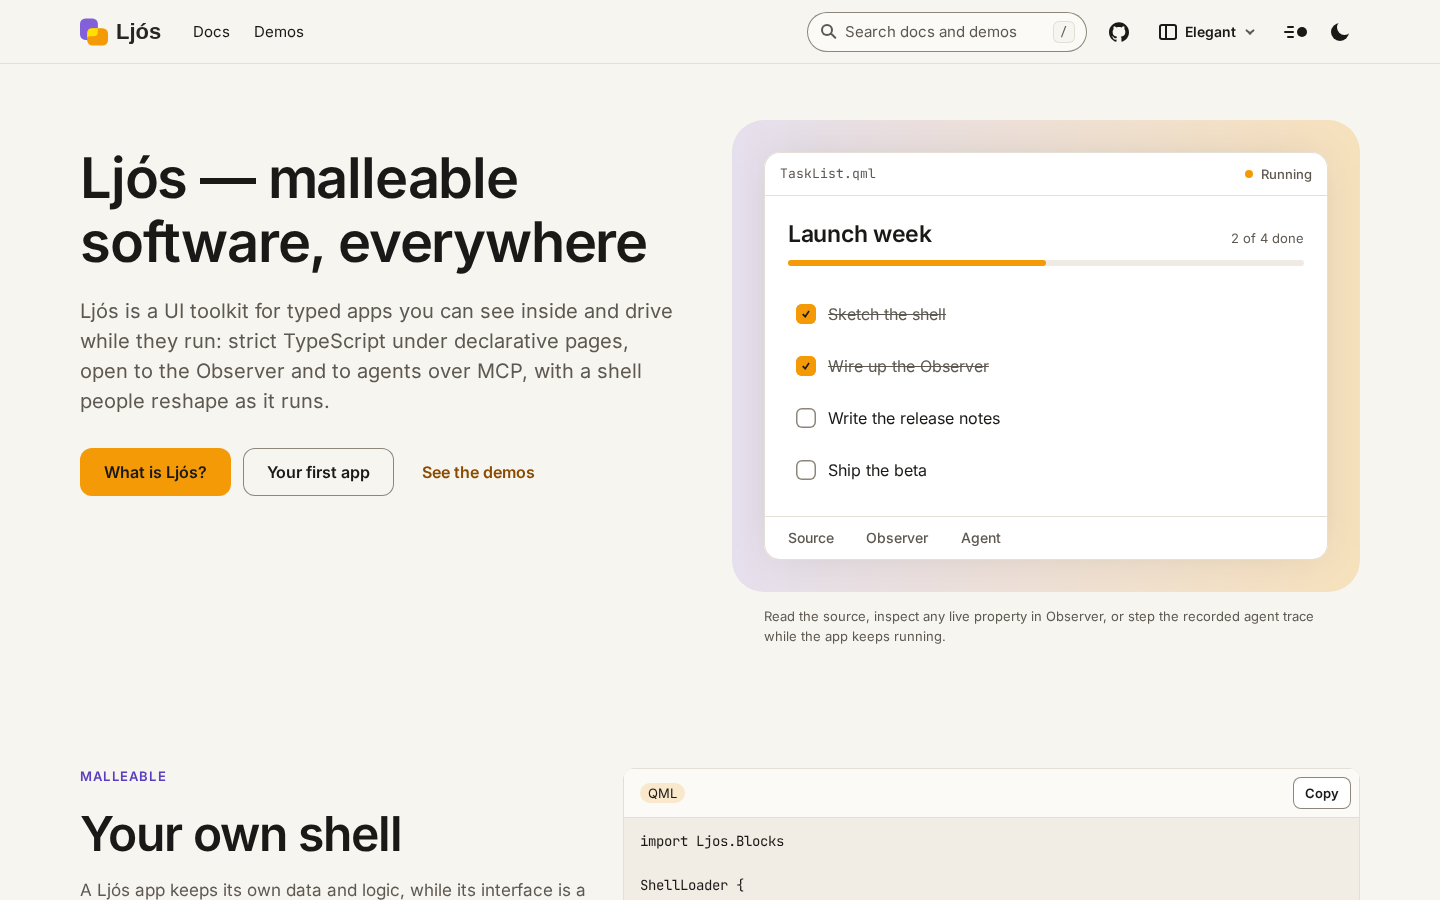 Ljós
Docs
Demos
Search docs and demos
/
Elegant
Ljós — malleable
software, everywhere
Ljós is a UI toolkit for typed apps you can see inside and drive
while they run: strict TypeScript under declarative pages,
open to the Observer and to agents over MCP, with a shell
people reshape as it runs.
What is Ljós?
Your first app
See the demos
TaskList.qml
Running
Launch week
2 of 4 done
Sketch the shell
Wire up the Observer
Write the release notes
Ship the beta
Source
Observer
Agent
Read the source, inspect any live property in Observer, or step the recorded agent trace
while the app keeps running.
MALLEABLE
Your own shell
A Ljós app keeps its own data and logic, while its interface is a
QML
Copy
import Ljos.Blocks
ShellLoader {